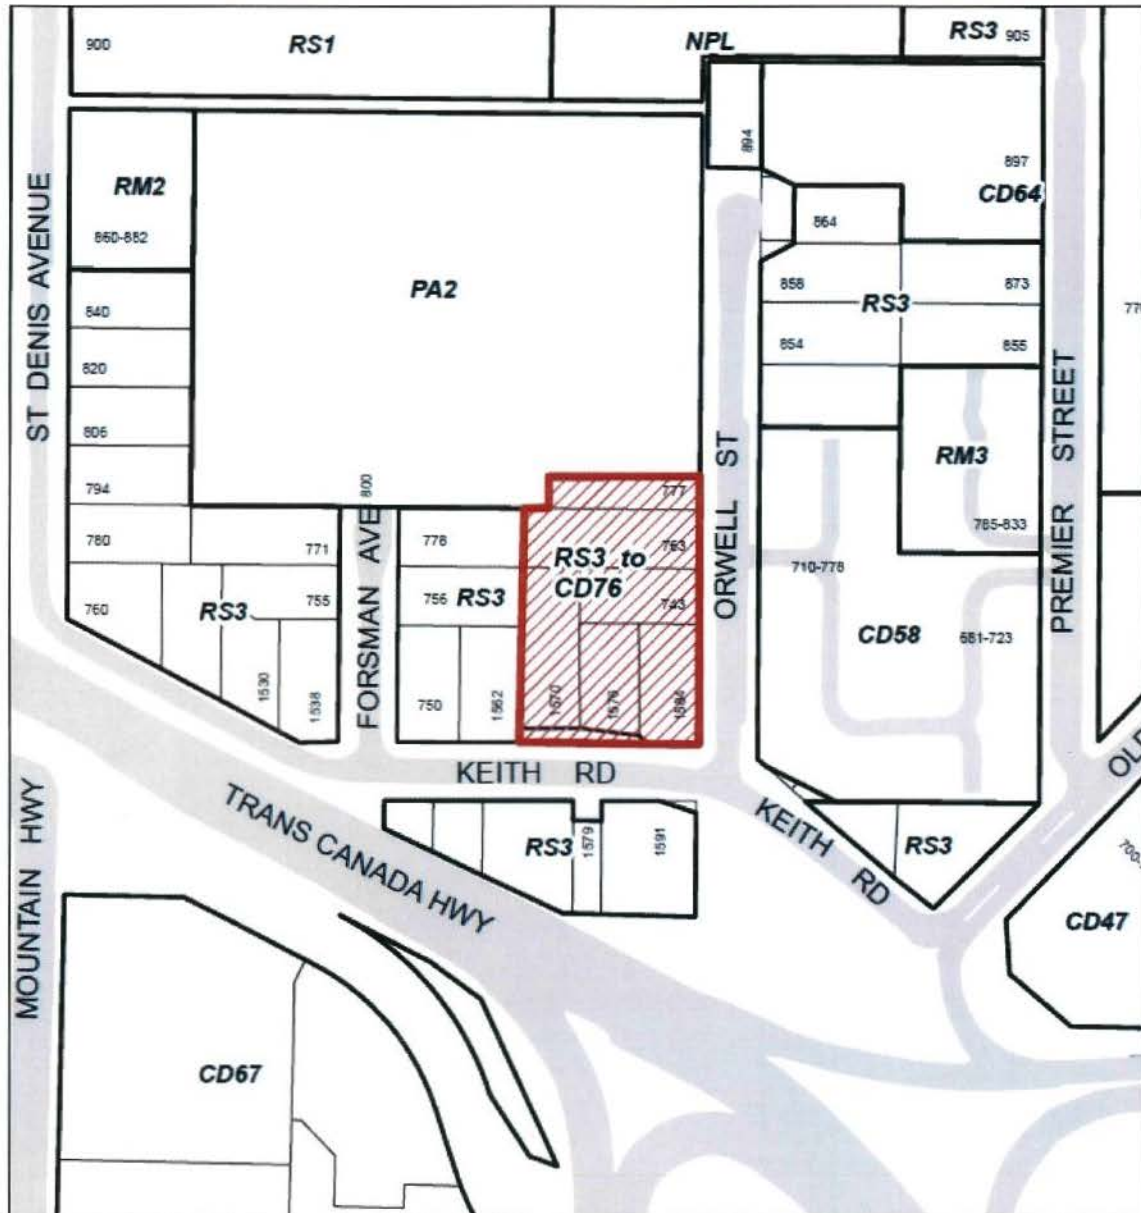 900
RS1
NPL
RS3
905
894
897
CD64
RM2
860-882
864
PA2
858
873
RS3
854
855
840
820
806
794
780
ST DENIS AVENUE
ORWELL ST
PREMIER STREET
RM3
785-833
800
777
771
778
763
RS3 to
CD76
710-778
760
RS3
755
756
RS3
743
CD58
681-723
FORSMAN AVE
1530
1538
750
1562
1570
1576
1584
KEITH RD
TRANS CANADA HWY
MOUNTAIN HWY
RS3
1579
1591
KEITH RD
RS3
CD47
CD67